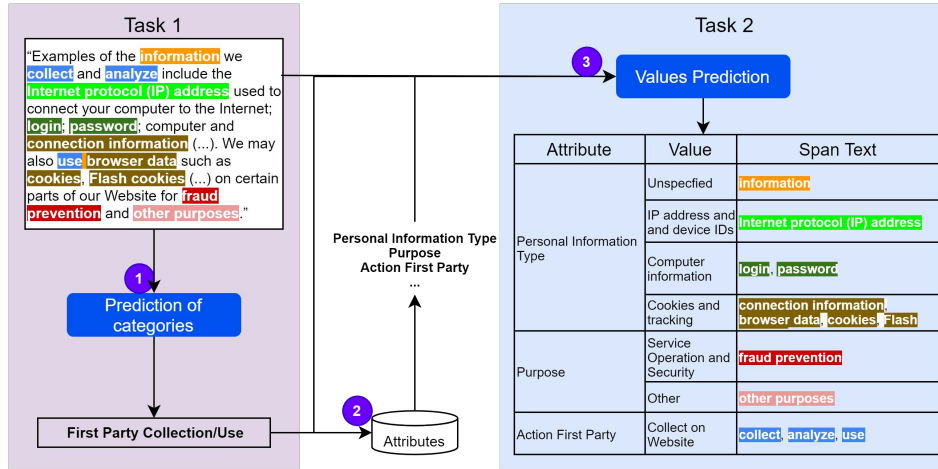 Task 1
“Examples of the information we
collect and analyze include the
Internet protocol (IP) address used to
connect your computer to the Internet;
login; password; computer and
connection information (...). We may
also use browser data such as
cookies, Flash cookies (...) on certain
parts of our Website for fraud
prevention and other purposes.”
1
Prediction of
categories
First Party Collection/Use
2
Attributes
Personal Information Type
Purpose
Action First Party
...
Task 2
3
Values Prediction
Attribute Value Span Text
Personal Information
Type
Unspecfied information
IP address and
and device IDs
Internet protocol (IP) address
Computer
information
login, password
Cookies and
tracking
connection information,
browser data, cookies, Flash
Purpose
Service
Operation and
Security
fraud prevention
Other other purposes
Action First Party
Collect on
Website
collect, analyze, use